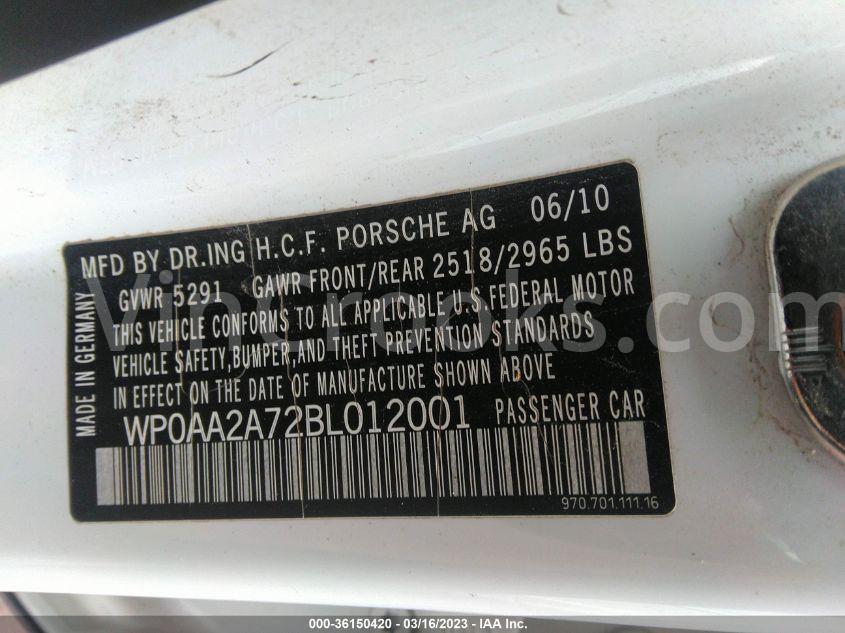 MFD BY DR.ING H.C.F. PORSCHE AG 06/10
GVWR 5291 GAWR FRONT/REAR 2518/2965 LBS
THIS VEHICLE CONFORMS TO ALL APPLICABLE U.S FEDERAL MOTOR
VEHICLE SAFETY,BUMPER,AND THEFT PREVENTION STANDARDS
IN EFFECT ON THE DATE OF MANUFACTURE SHOWN ABOVE
WP0AA2A72BL012001 PASSENGER CAR
MADE IN GERMANY
970.701.111.16
VinCrooks.com
000-36150420 - 03/16/2023 - IAA Inc.